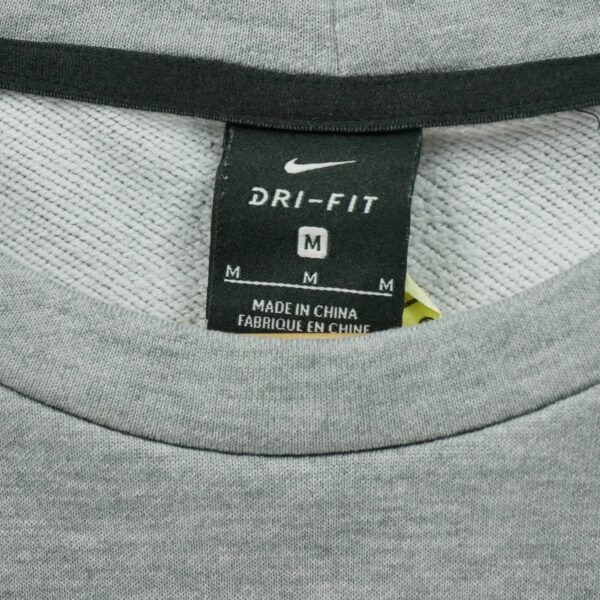 DRI-FIT
M
M M M
MADE IN CHINA
FABRIQUE EN CHINE